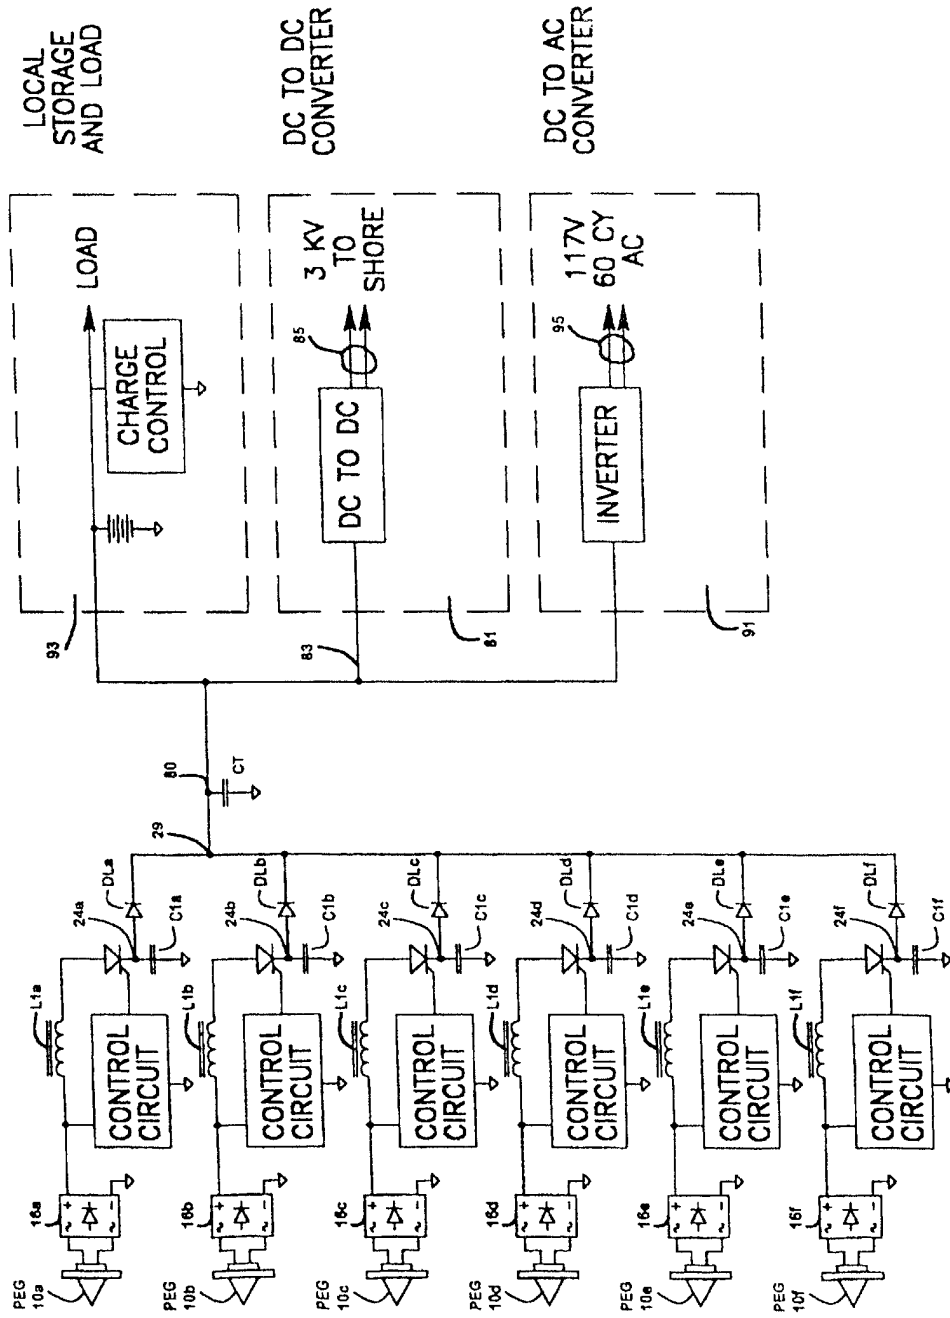 LOCAL
STORAGE
AND LOAD
DC TO DC
CONVERTER
DC TO AC
CONVERTER
LOAD
CHARGE
CONTROL
93
3 KV
TO
SHORE
85
DC TO DC
83
81
117V
60 CY
AC
95
INVERTER
91
80
CT
29
DLa
24a
C1a
L1a
CONTROL
CIRCUIT
16a
+
~
~
-
PEG
10a
DLb
24b
C1b
L1b
CONTROL
CIRCUIT
16b
+
~
~
-
PEG
10b
DLc
24c
C1c
L1c
CONTROL
CIRCUIT
16c
+
~
~
-
PEG
10c
DLd
24d
C1d
L1d
CONTROL
CIRCUIT
16d
+
~
~
-
PEG
10d
DLe
24e
C1e
L1e
CONTROL
CIRCUIT
16e
+
~
~
-
PEG
10e
DLf
24f
C1f
L1f
CONTROL
CIRCUIT
16f
+
~
~
-
PEG
10f